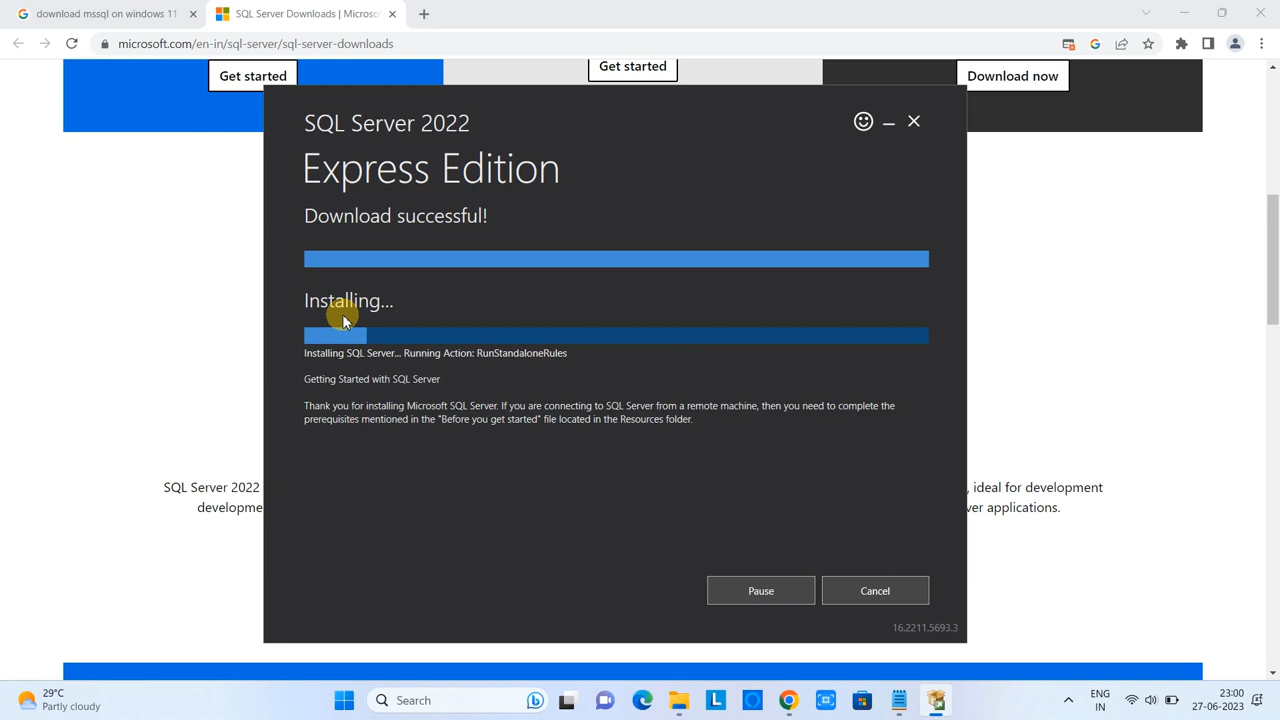 download mssql on windows 11
SQL Server Downloads | Microso
microsoft.com/en-in/sql-server/sql-server-downloads
Get started
Get started
Download now
SQL Server 2022
Express Edition
Download successful!
Installing...
Installing SQL Server... Running Action: RunStandaloneRules
Getting Started with SQL Server
Thank you for installing Microsoft SQL Server. If you are connecting to SQL Server from a remote machine, then you need to complete the
prerequisites mentioned in the "Before you get started" file located in the Resources folder.
SQL Server 2022
, ideal for development
developme
ver applications.
Pause
Cancel
16.2211.5693.3
29°C
Partly cloudy
Search
L
ENG
IN
23:00
27-06-2023